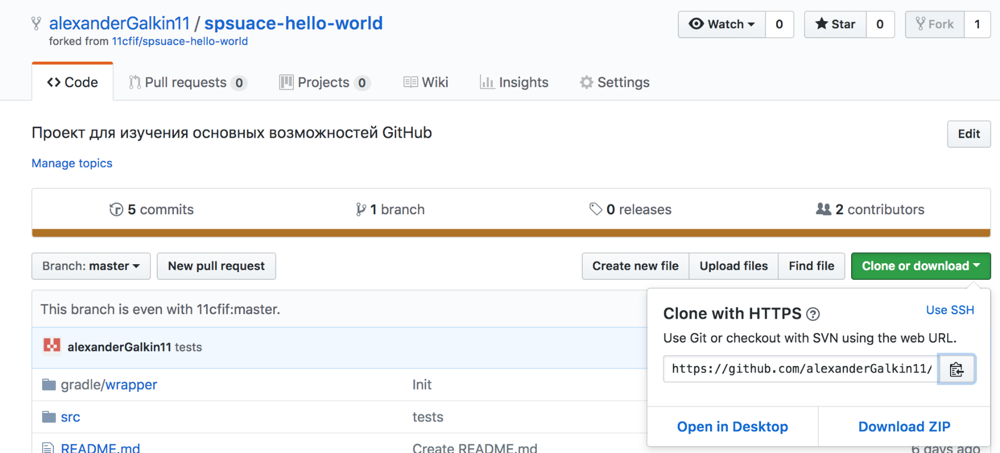 alexanderGalkin11 / spsuace-hello-world
Watch 0 Star 0 Fork 1
forked from 11cfif/spsuace-hello-world
Code Pull requests 0 Projects 0 Wiki Insights Settings
Проект для изучения основных возможностей GitHub
Edit
Manage topics
5 commits 1 branch 0 releases 2 contributors
Branch: master New pull request Create new file Upload files Find file Clone or download
This branch is even with 11cfif:master.
alexanderGalkin11 tests
gradle/wrapper Init
src tests
README.md Create README.md 6 days ago
Clone with HTTPS ? Use SSH
Use Git or checkout with SVN using the web URL.
https://github.com/alexanderGalkin11/
Open in Desktop Download ZIP